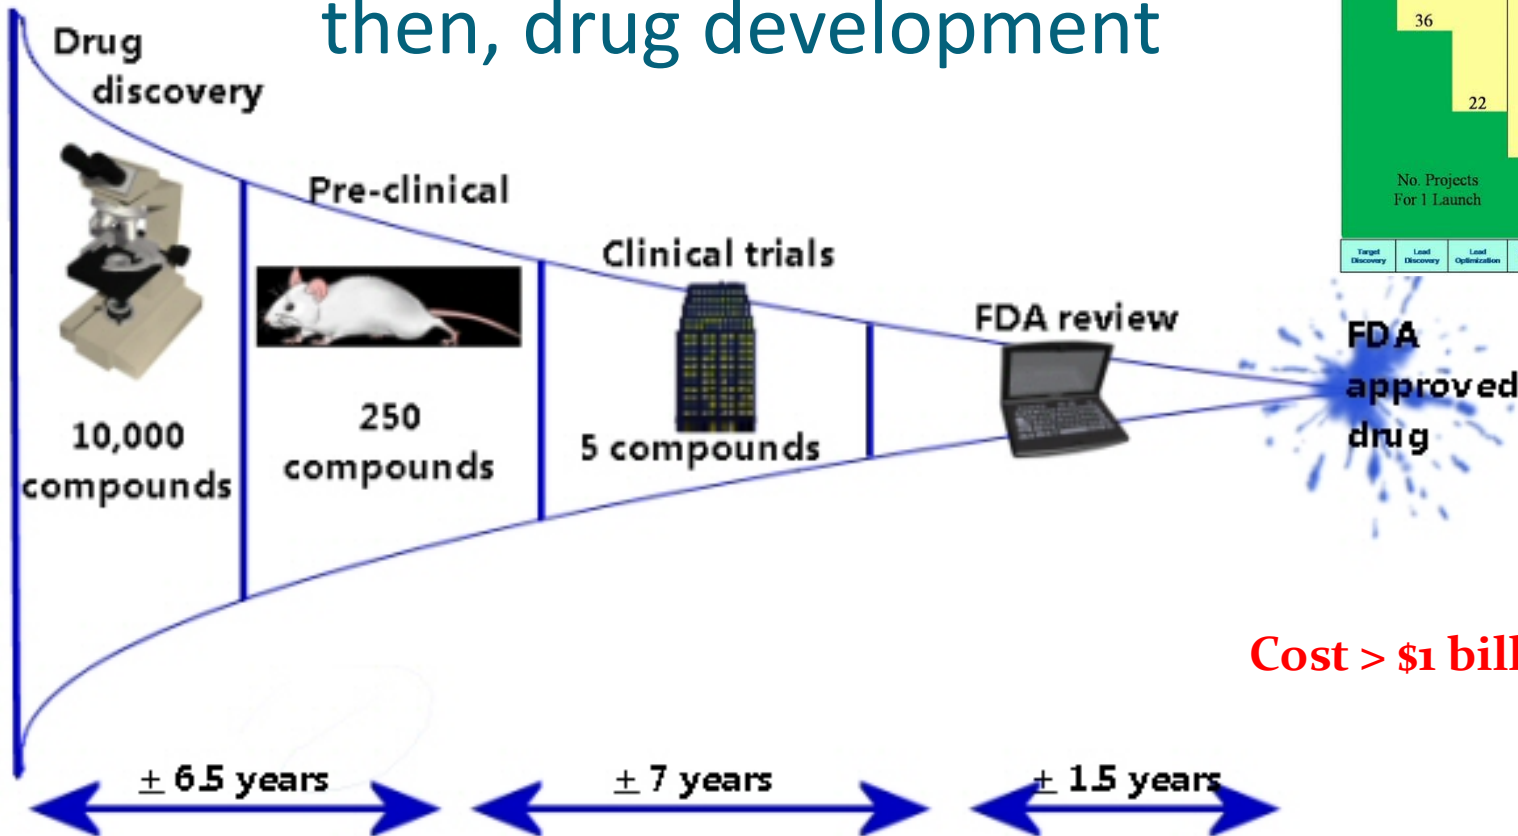 then, drug development
Drug
discovery
Pre-clinical
Clinical trials
FDA review
FDA
approved
drug
10,000
compounds
250
compounds
5 compounds
36
22
No. Projects
For 1 Launch
Target
Discovery
Lead
Discovery
Lead
Optimization
Cost > $1 bill
± 6.5 years
± 7 years
± 1.5 years